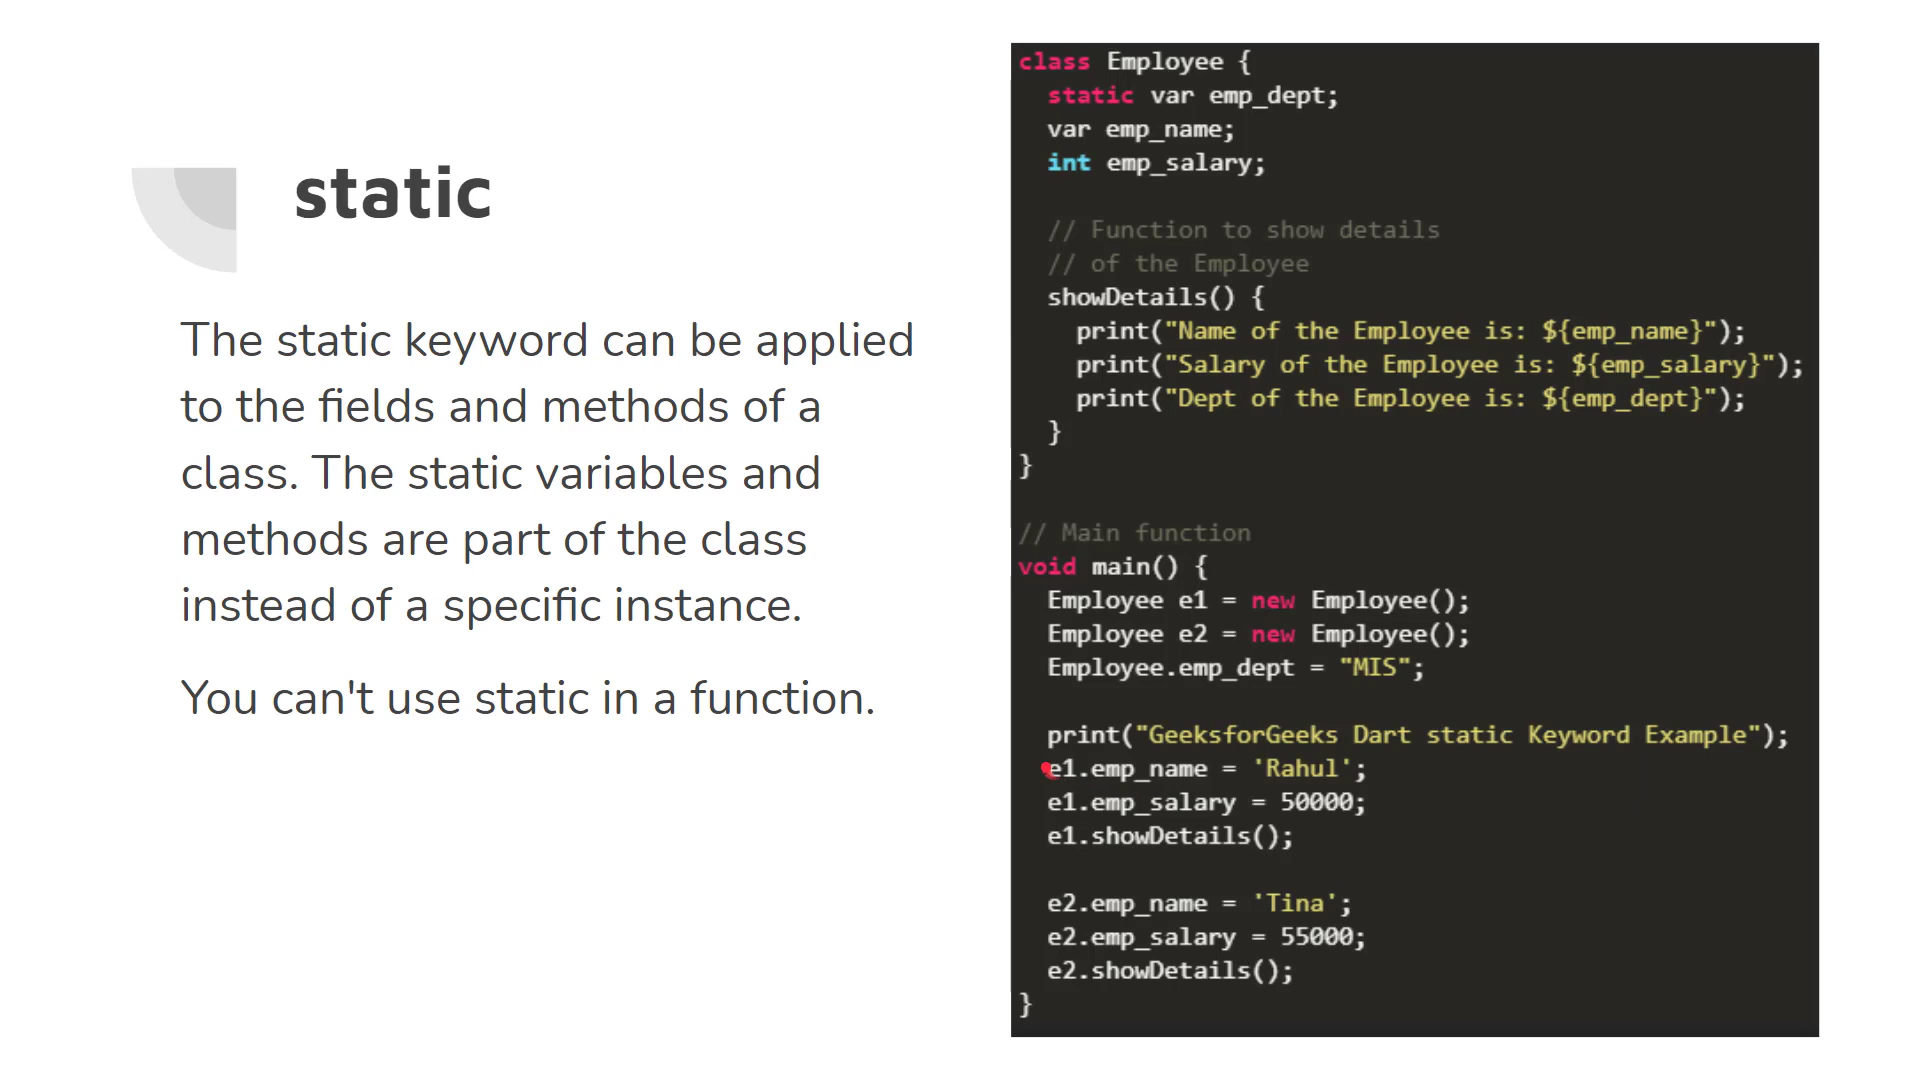 static
The static keyword can be applied
to the fields and methods of a
class. The static variables and
methods are part of the class
instead of a specific instance.
You can't use static in a function.
class Employee {
  static var emp_dept;
  var emp_name;
  int emp_salary;

  // Function to show details
  // of the Employee
  showDetails() {
    print("Name of the Employee is: ${emp_name}");
    print("Salary of the Employee is: ${emp_salary}");
    print("Dept of the Employee is: ${emp_dept}");
  }
}

// Main function
void main() {
  Employee e1 = new Employee();
  Employee e2 = new Employee();
  Employee.emp_dept = "MIS";

  print("GeeksforGeeks Dart static Keyword Example");
  e1.emp_name = 'Rahul';
  e1.emp_salary = 50000;
  e1.showDetails();

  e2.emp_name = 'Tina';
  e2.emp_salary = 55000;
  e2.showDetails();
}